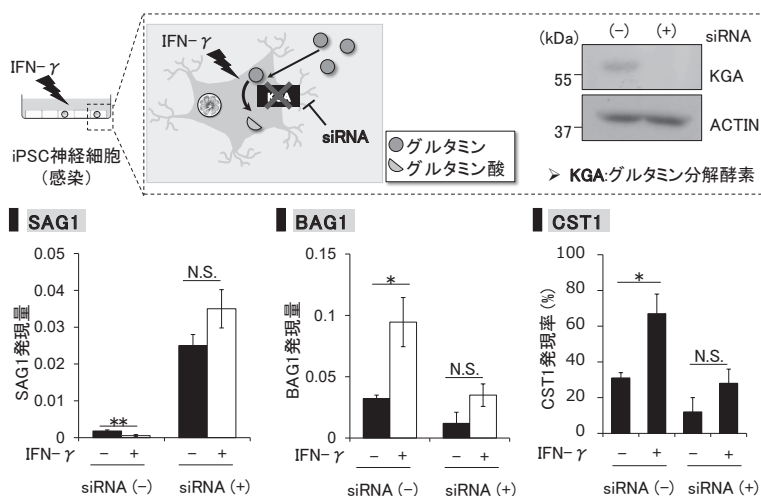 IFN-γ
iPSC神経細胞
(感染)
IFN-γ
KGA
siRNA
グルタミン
グルタミン酸
(kDa) (-) (+) siRNA
55 KGA
37 ACTIN
➢ KGA:グルタミン分解酵素
SAG1
SAG1発現量
0.05
0.04
0.03
0.02
0.01
0
**
N.S.
IFN-γ - + - +
siRNA (-) siRNA (+)
BAG1
BAG1発現量
0.15
0.1
0.05
0
*
N.S.
IFN-γ - + - +
siRNA (-) siRNA (+)
CST1
CST1発現率 (%)
100
80
60
40
20
0
*
N.S.
IFN-γ - + - +
siRNA (-) siRNA (+)